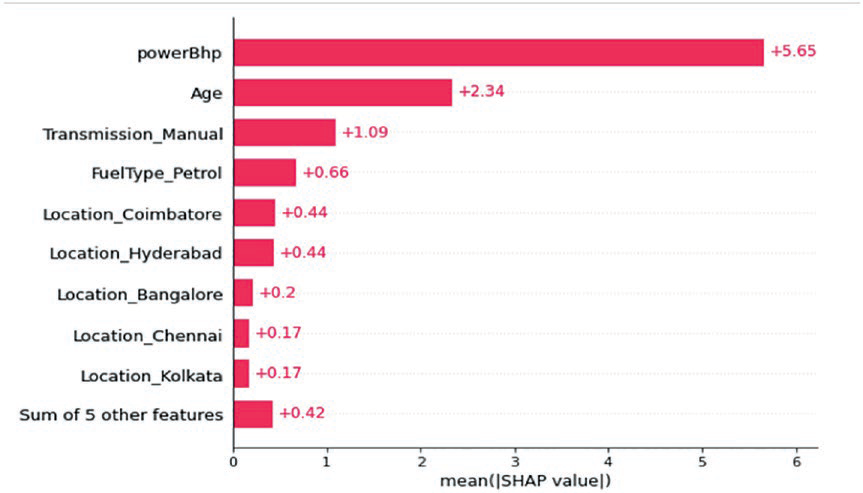 powerBhp +5.65
Age +2.34
Transmission_Manual +1.09
FuelType_Petrol +0.66
Location_Coimbatore +0.44
Location_Hyderabad +0.44
Location_Bangalore +0.2
Location_Chennai +0.17
Location_Kolkata +0.17
Sum of 5 other features +0.42
0 1 2 3 4 5 6
mean(|SHAP value|)